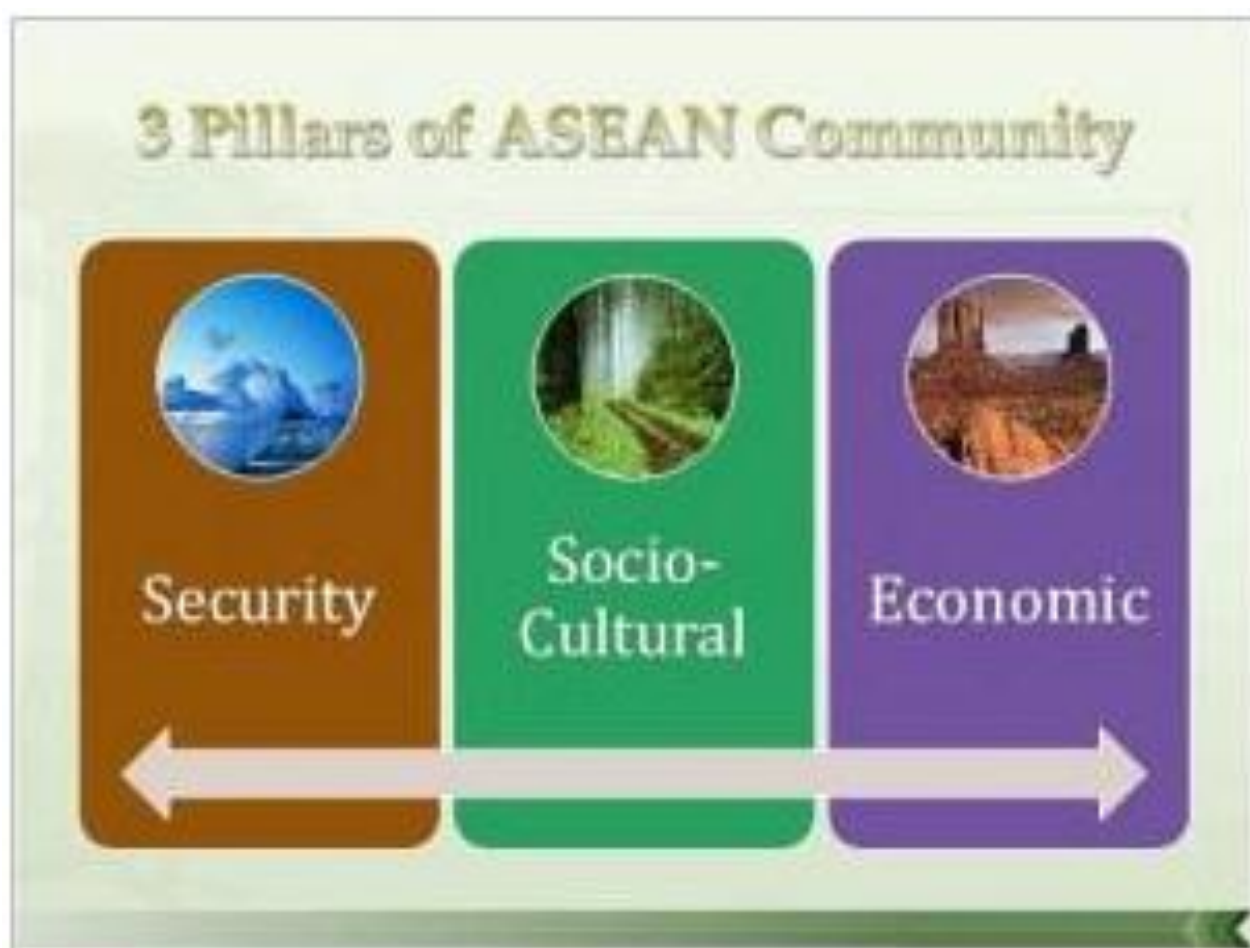 3 Pillars of ASEAN Community
Security
Socio-
Cultural
Economic